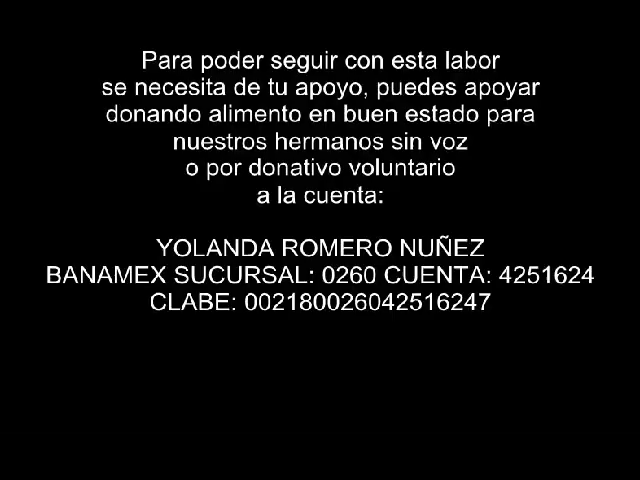 Para poder seguir con esta labor
se necesita de tu apoyo, puedes apoyar
donando alimento en buen estado para
nuestros hermanos sin voz
o por donativo voluntario
a la cuenta:
YOLANDA ROMERO NUÑEZ
BANAMEX SUCURSAL: 0260 CUENTA: 4251624
CLABE: 002180026042516247